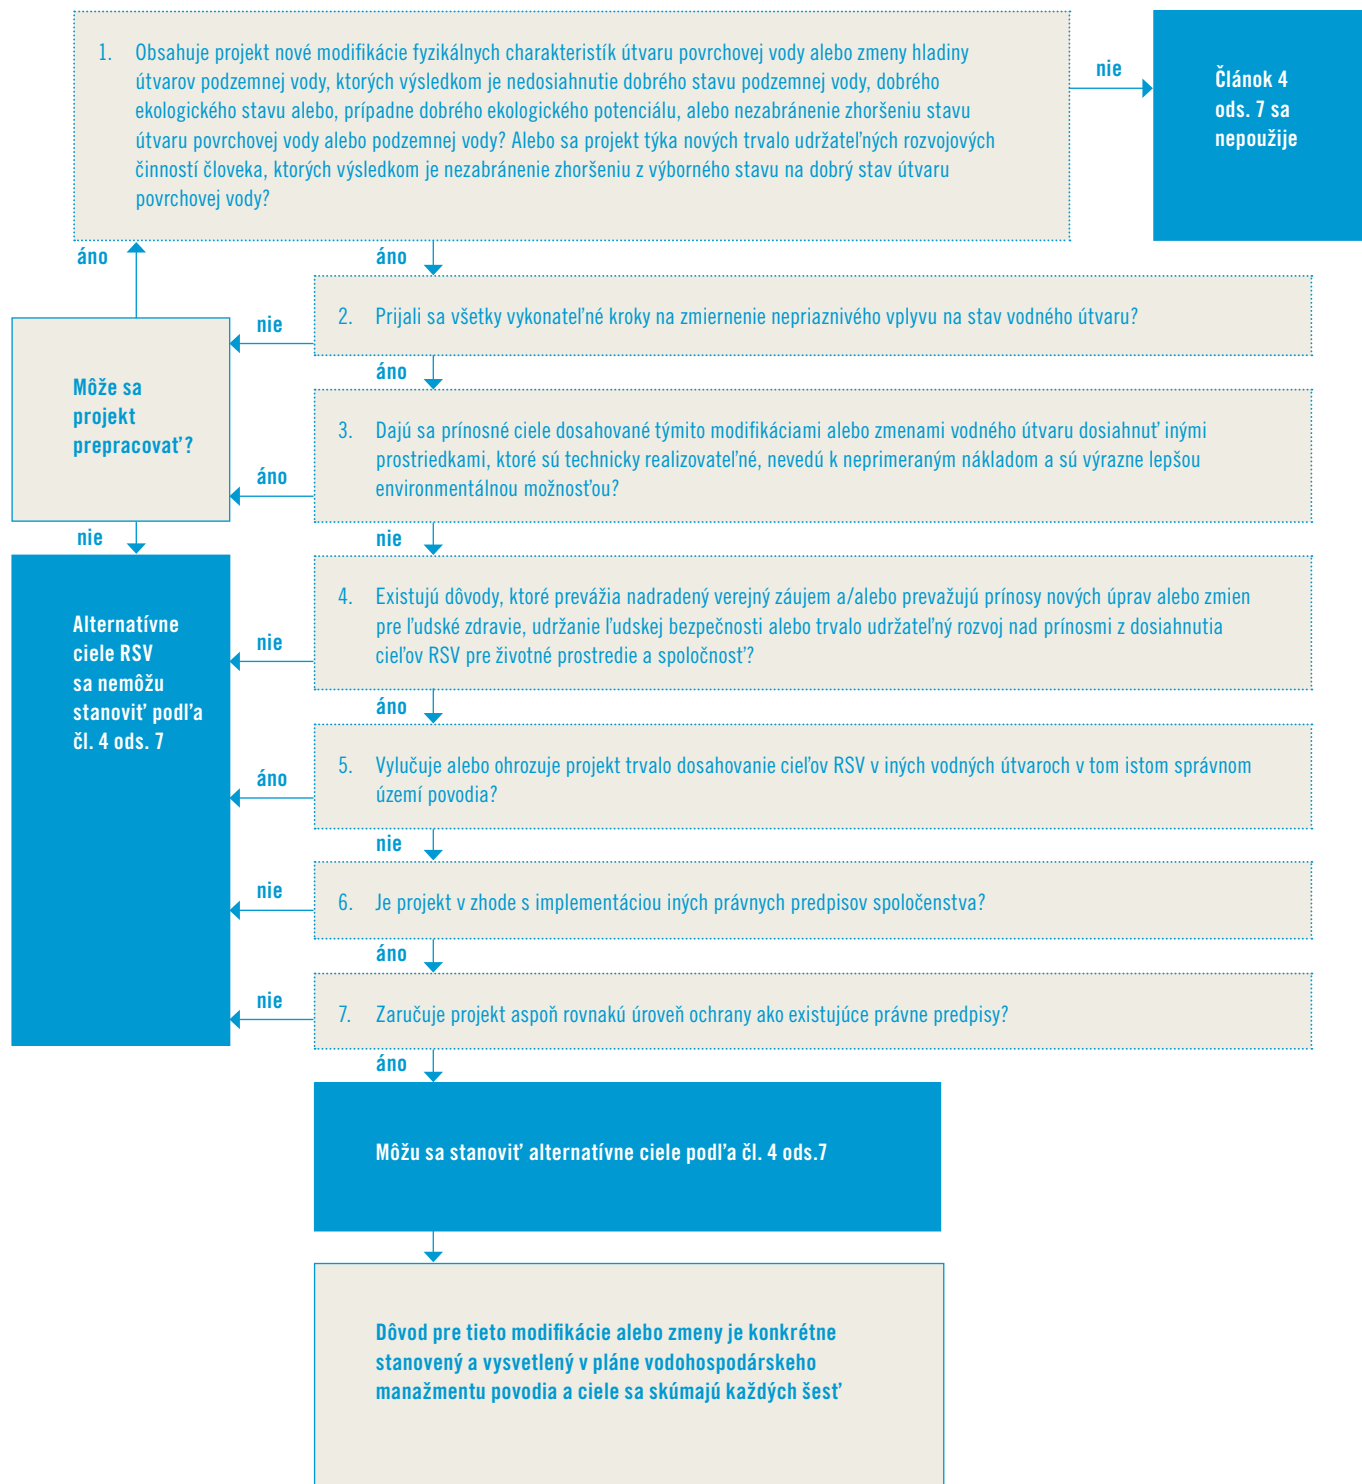 1. Obsahuje projekt nové modifikácie fyzikálnych charakteristík útvaru povrchovej vody alebo zmeny hladiny
útvarov podzemnej vody, ktorých výsledkom je nedosiahnutie dobrého stavu podzemnej vody, dobrého
ekologického stavu alebo, prípadne dobrého ekologického potenciálu, alebo nezabránenie zhoršeniu stavu
útvaru povrchovej vody alebo podzemnej vody? Alebo sa projekt týka nových trvalo udržateľných rozvojových
činností človeka, ktorých výsledkom je nezabránenie zhoršeniu z výborného stavu na dobrý stav útvaru
povrchovej vody?
nie
Článok 4
ods. 7 sa
nepoužije
áno
áno
2. Prijali sa všetky vykonateľné kroky na zmiernenie nepriaznivého vplyvu na stav vodného útvaru?
nie
áno
Môže sa
projekt
prepracovať?
3. Dajú sa prínosné ciele dosahované týmito modifikáciami alebo zmenami vodného útvaru dosiahnuť inými
prostriedkami, ktoré sú technicky realizovateľné, nevedú k neprimeraným nákladom a sú výrazne lepšou
environmentálnou možnosťou?
áno
nie
nie
4. Existujú dôvody, ktoré prevážia nadradený verejný záujem a/alebo prevažujú prínosy nových úprav alebo zmien
pre ľudské zdravie, udržanie ľudskej bezpečnosti alebo trvalo udržateľný rozvoj nad prínosmi z dosiahnutia
cieľov RSV pre životné prostredie a spoločnosť?
nie
áno
Alternatívne
ciele RSV
sa nemôžu
stanoviť podľa
čl. 4 ods. 7
5. Vylučuje alebo ohrozuje projekt trvalo dosahovanie cieľov RSV v iných vodných útvaroch v tom istom správnom
území povodia?
áno
nie
6. Je projekt v zhode s implementáciou iných právnych predpisov spoločenstva?
nie
áno
7. Zaručuje projekt aspoň rovnakú úroveň ochrany ako existujúce právne predpisy?
nie
áno
Môžu sa stanoviť alternatívne ciele podľa čl. 4 ods.7
Dôvod pre tieto modifikácie alebo zmeny je konkrétne
stanovený a vysvetlený v pláne vodohospodárskeho
manažmentu povodia a ciele sa skúmajú každých šesť